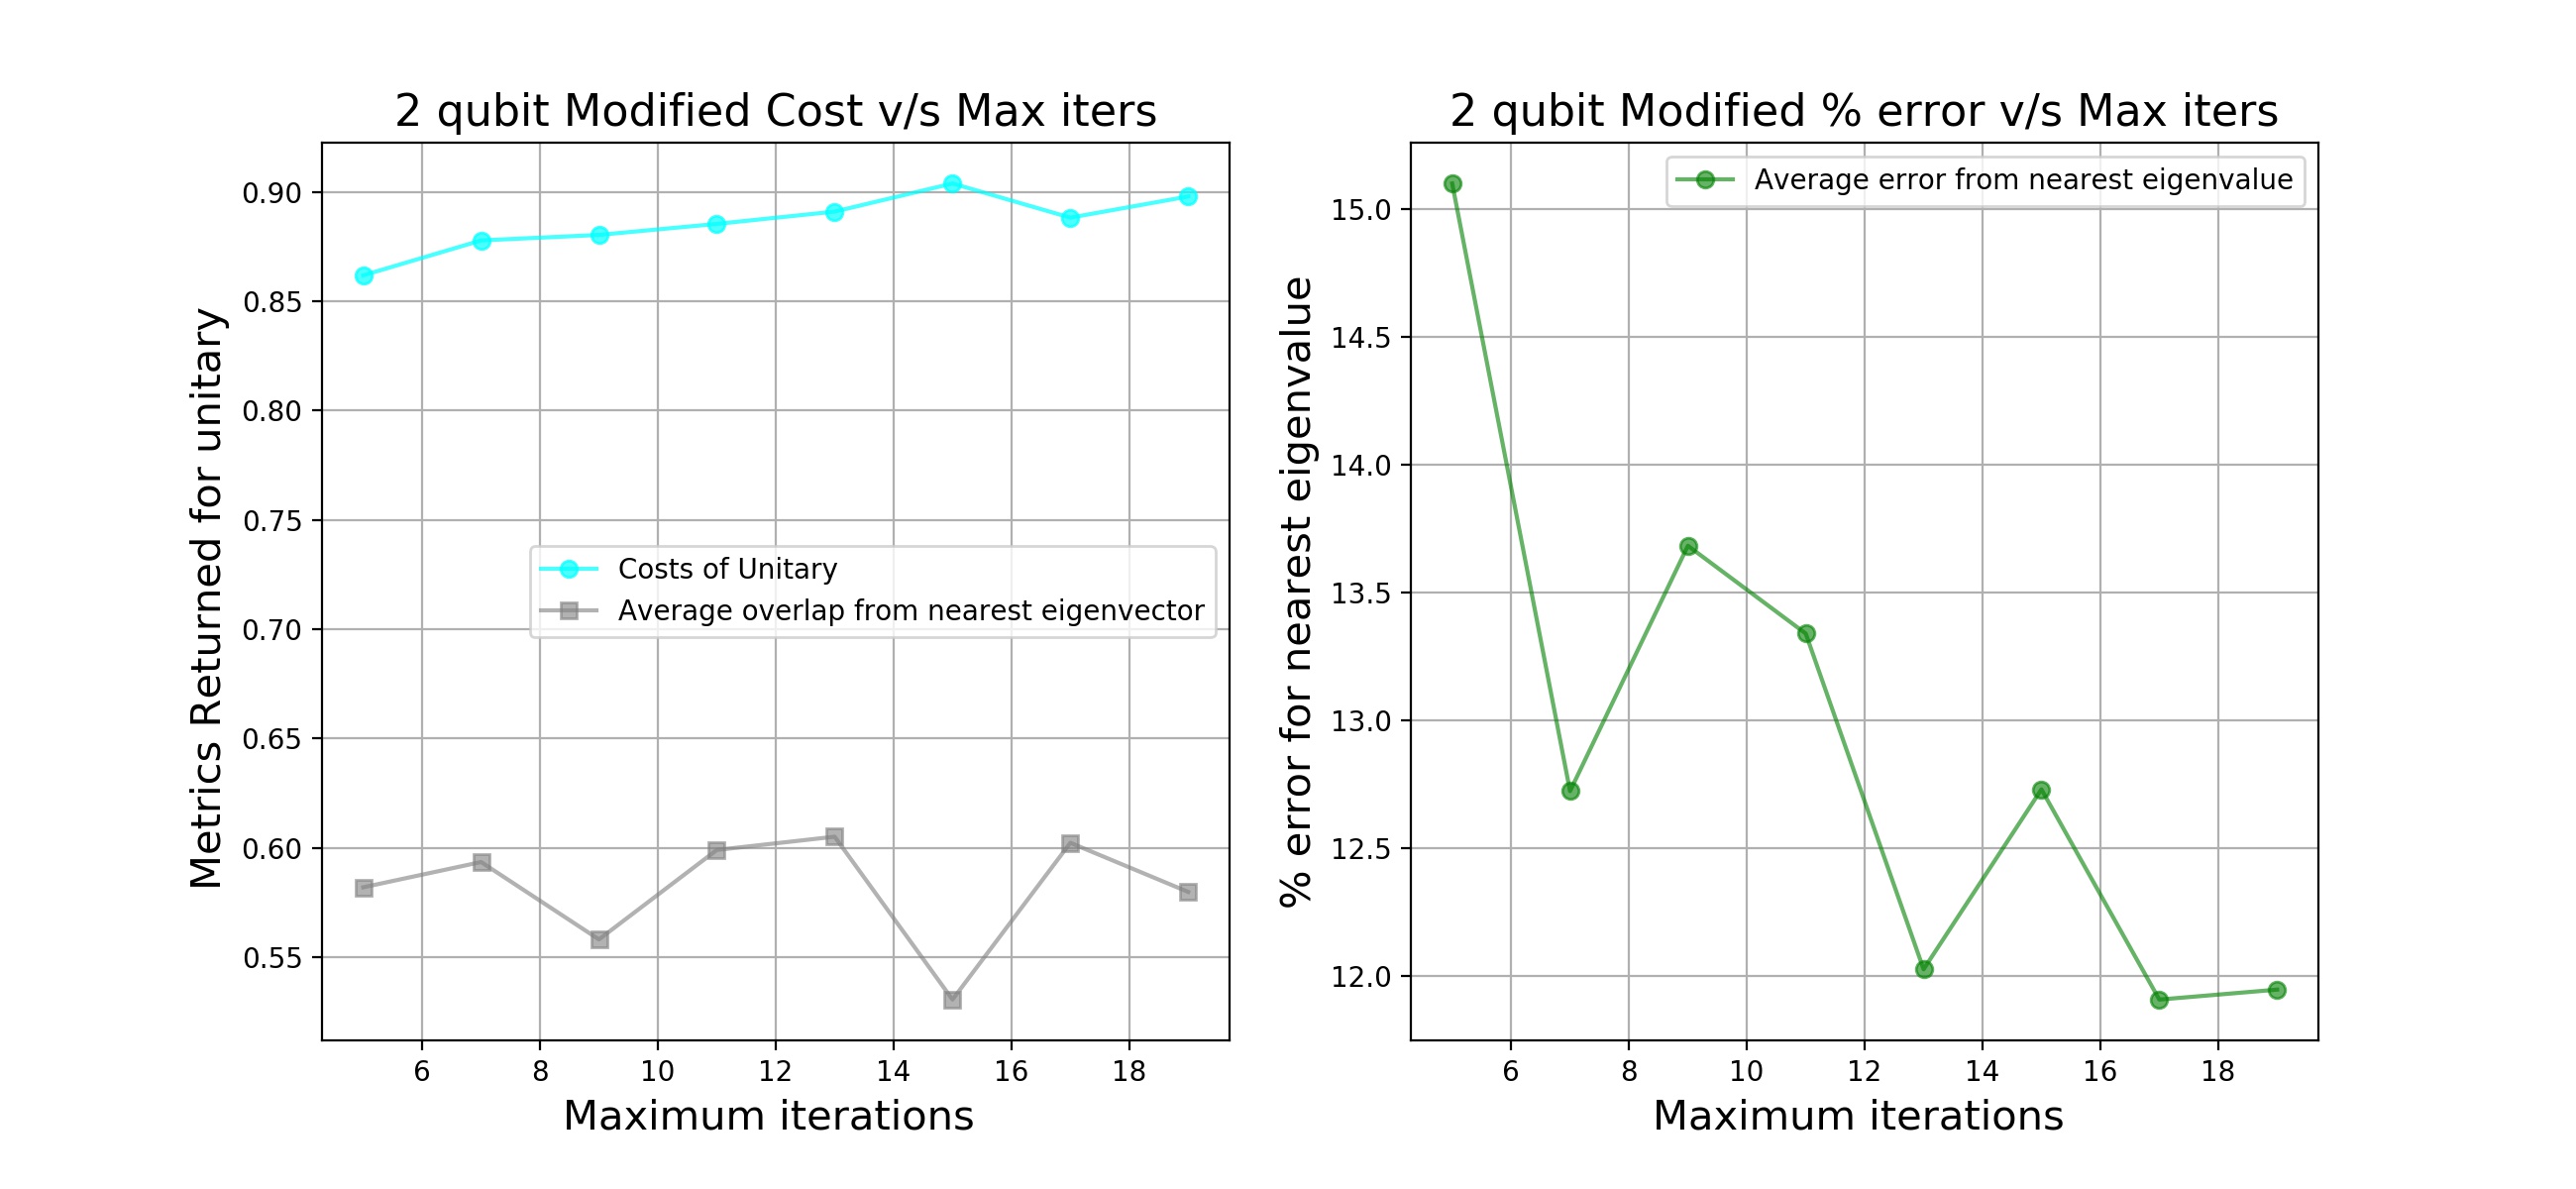 2 qubit Modified Cost v/s Max iters
Metrics Returned for unitary
0.90
0.85
0.80
0.75
0.70
0.65
0.60
0.55
Costs of Unitary
Average overlap from nearest eigenvector
6 8 10 12 14 16 18
Maximum iterations
2 qubit Modified % error v/s Max iters
% error for nearest eigenvalue
15.0
14.5
14.0
13.5
13.0
12.5
12.0
Average error from nearest eigenvalue
6 8 10 12 14 16 18
Maximum iterations